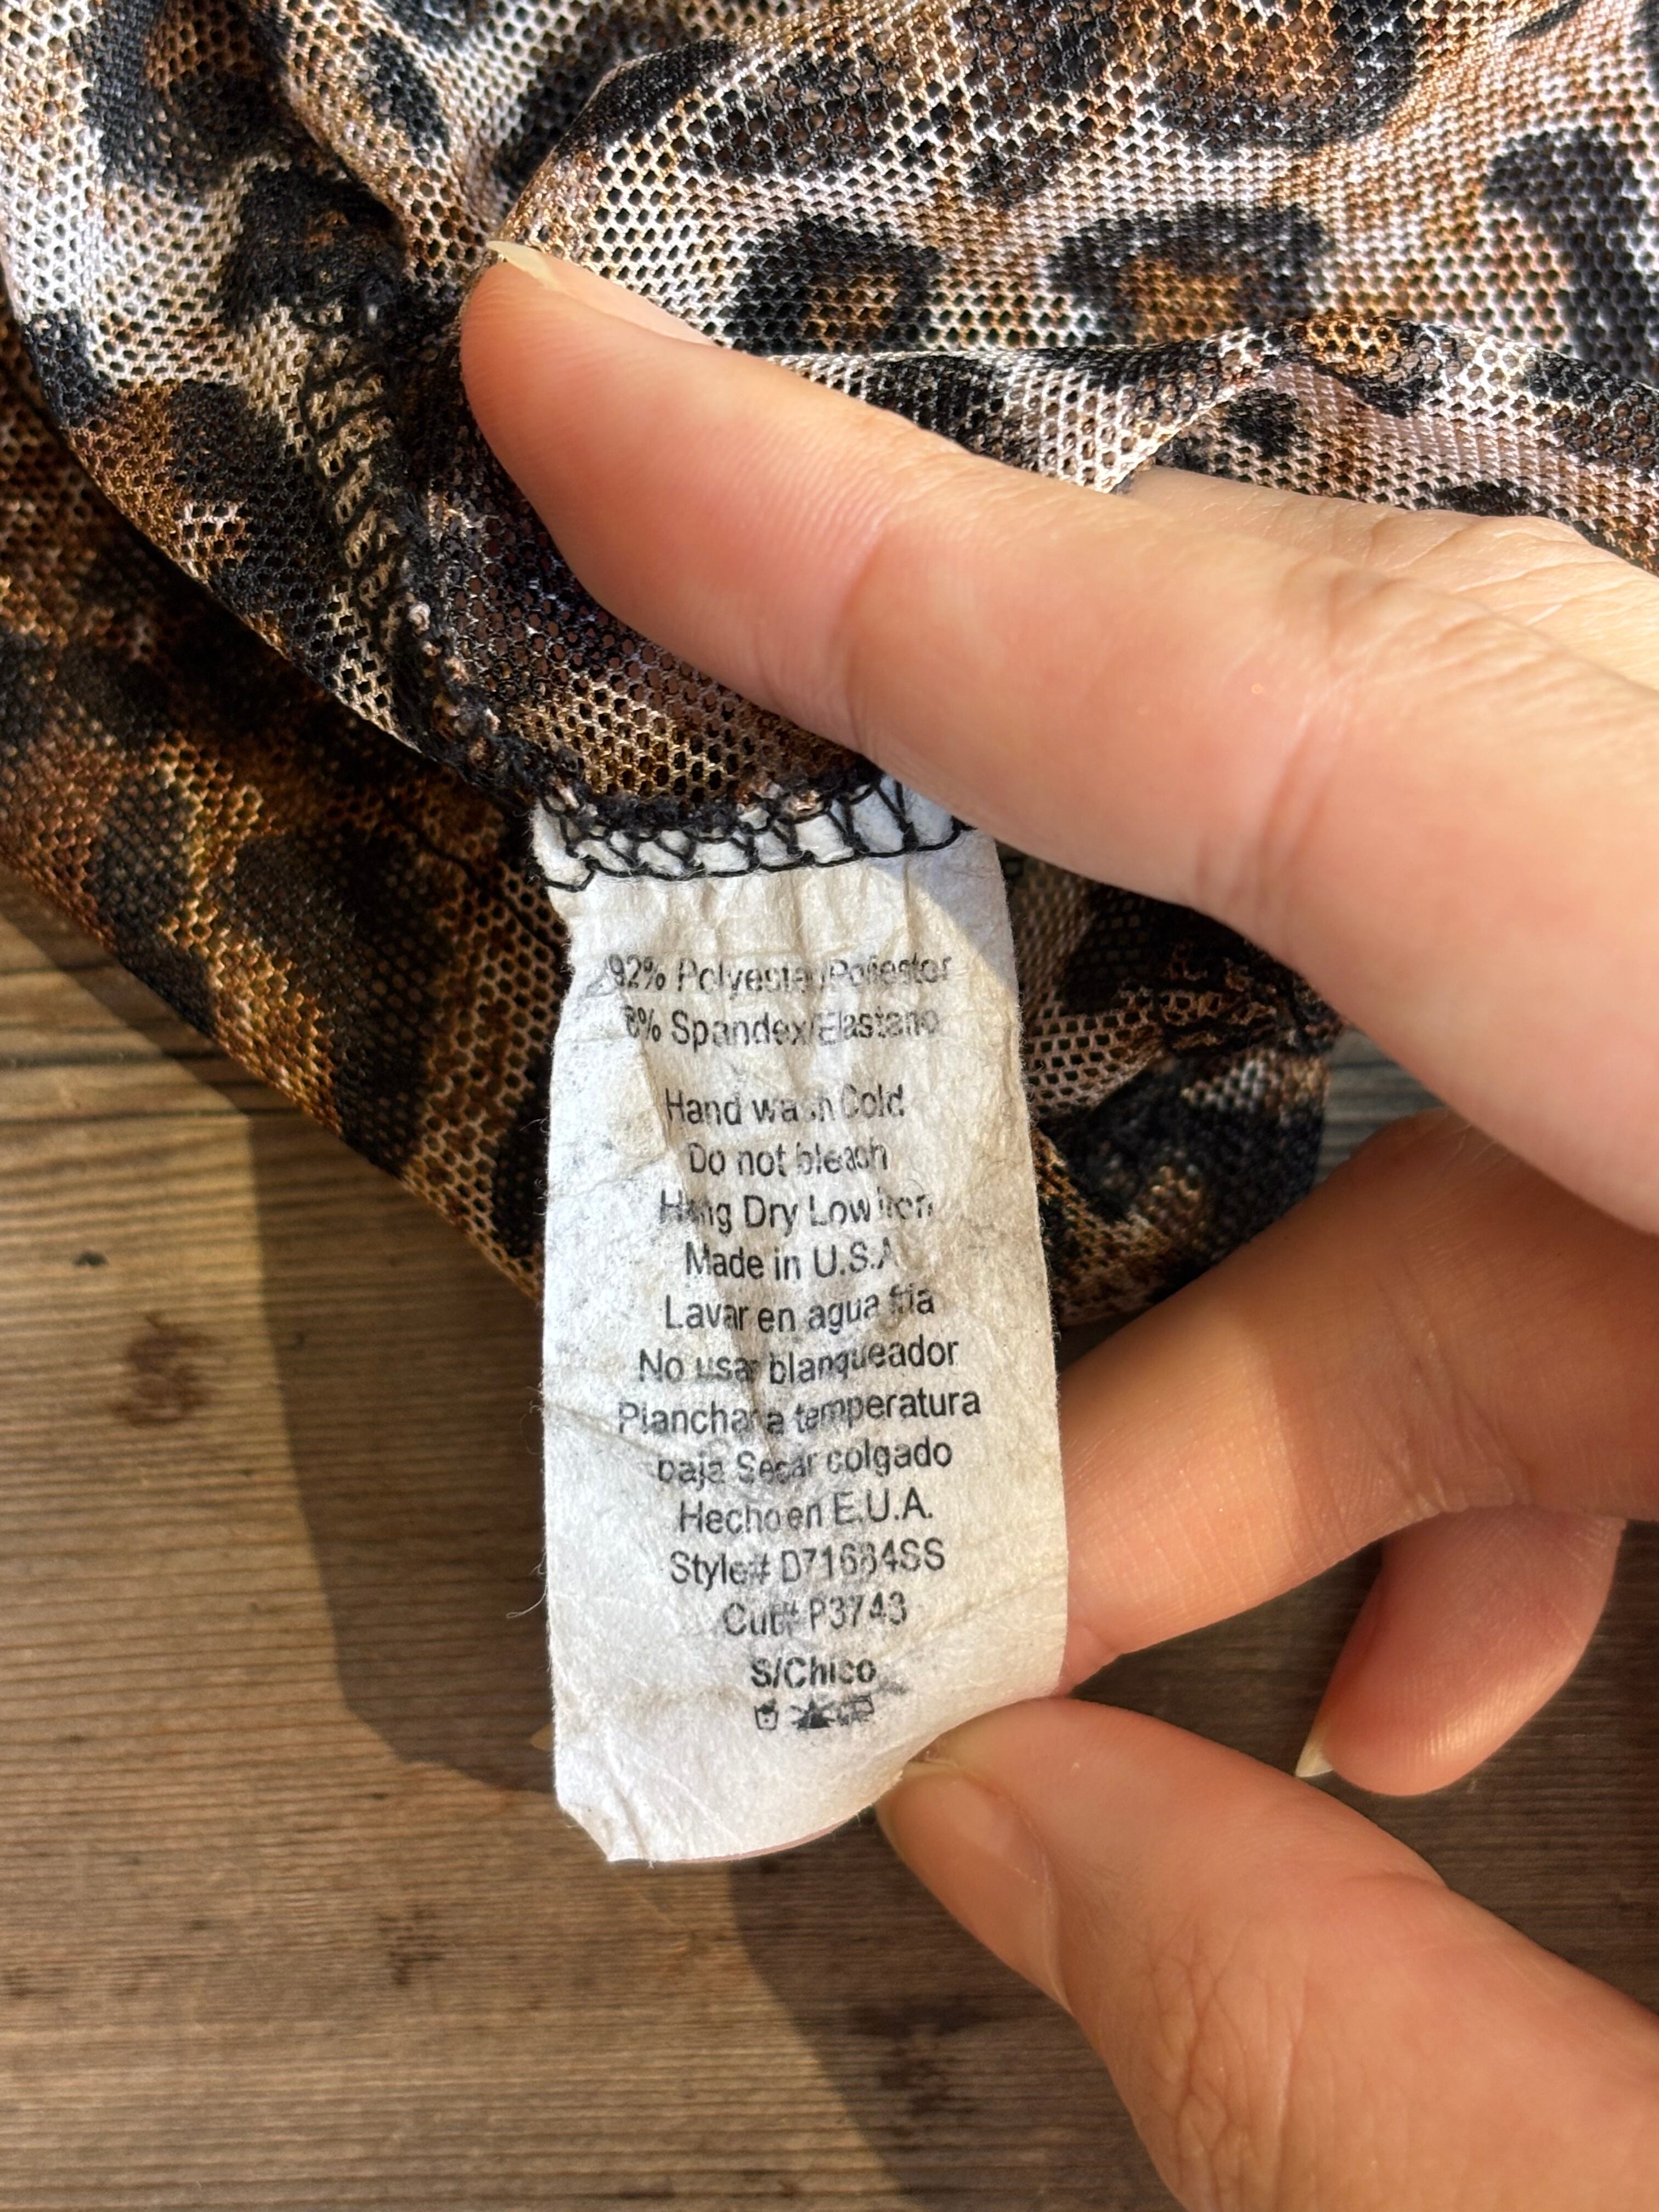 92% Polyester/Poliestor
8% Spandex/Elastano
Hand wash Cold
Do not bleach
Hang Dry Low iron
Made in U.S.A
Lavar en agua fria
No usar blanqueador
Planchar a temperatura
baja Secar colgado
Hecho en E.U.A.
Style# D71684SS
Cut# P3743
S/Chico